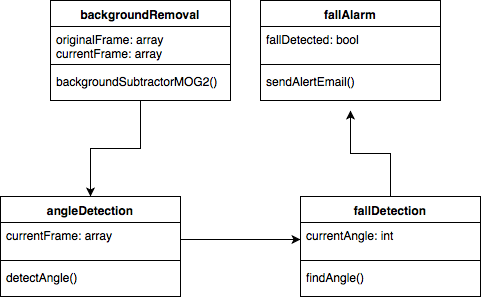 backgroundRemoval
originalFrame: array
currentFrame: array
backgroundSubtractorMOG2()
fallAlarm
fallDetected: bool
sendAlertEmail()
angleDetection
currentFrame: array
detectAngle()
fallDetection
currentAngle: int
findAngle()